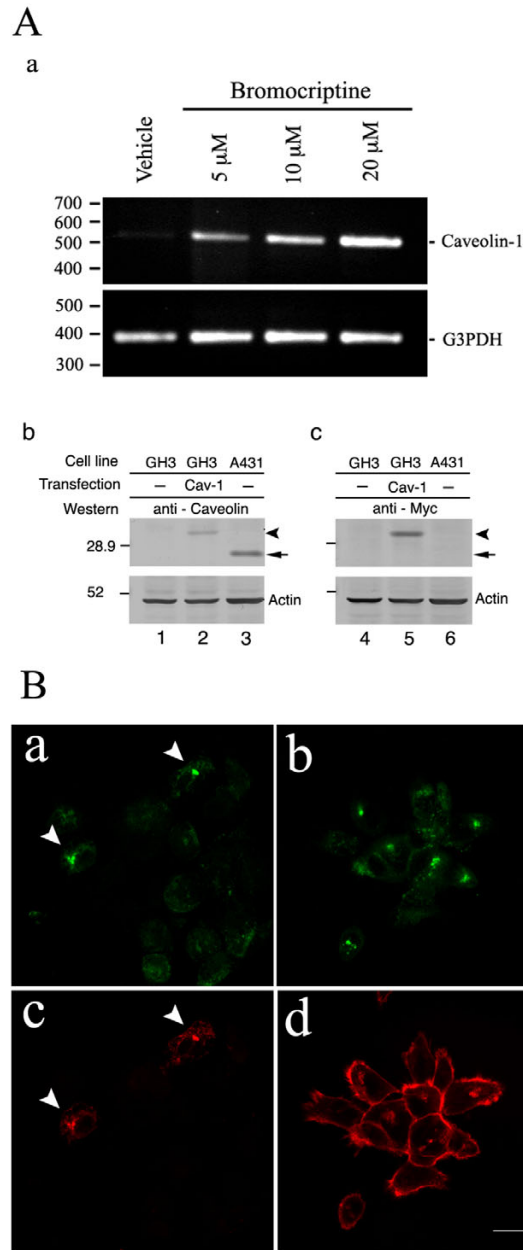 A
a
Bromocriptine
Vehicle
5 µM
10 µM
20 µM
700
600
500
400
Caveolin-1
500
400
300
G3PDH
b
Cell line GH3 GH3 A431
Transfection – Cav-1 –
Western anti - Caveolin
28.9
52
Actin
1 2 3
c
GH3 GH3 A431
– Cav-1 –
anti - Myc
Actin
4 5 6
B
a
b
c
d